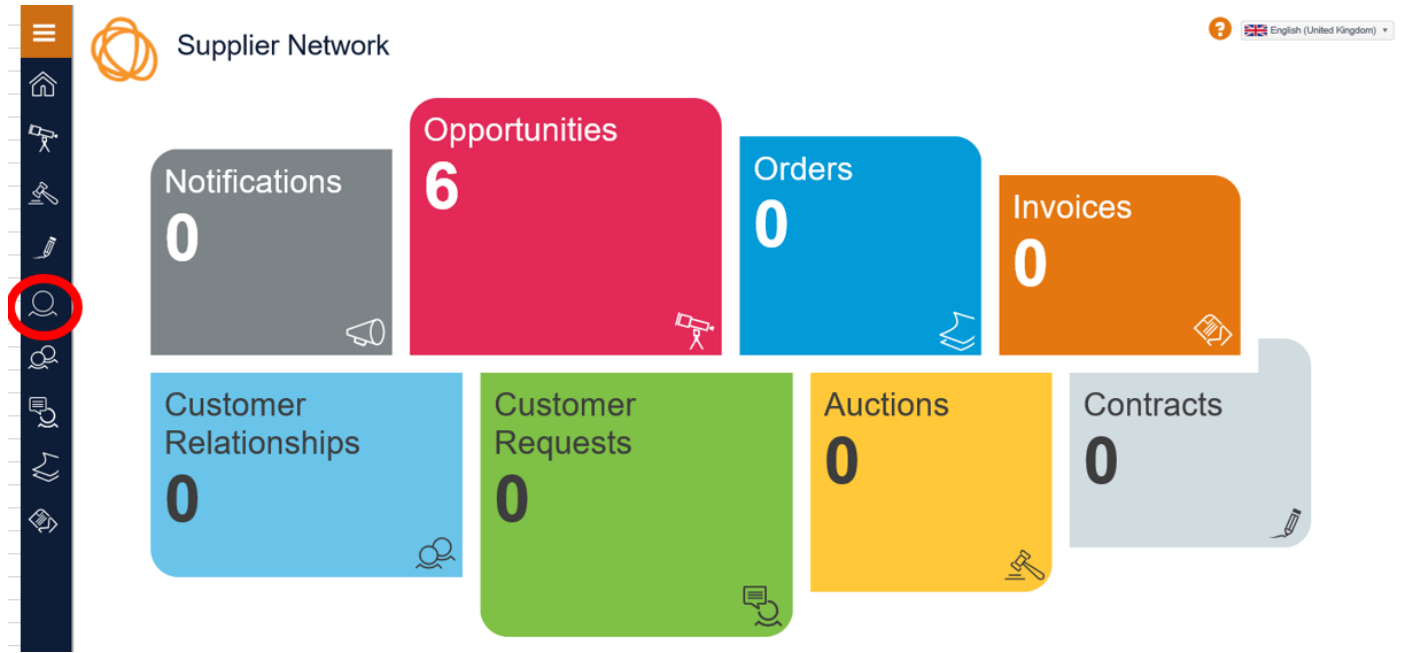 Supplier Network
English (United Kingdom)
Notifications
0
Opportunities
6
Orders
0
Invoices
0
Customer
Relationships
0
Customer
Requests
0
Auctions
0
Contracts
0